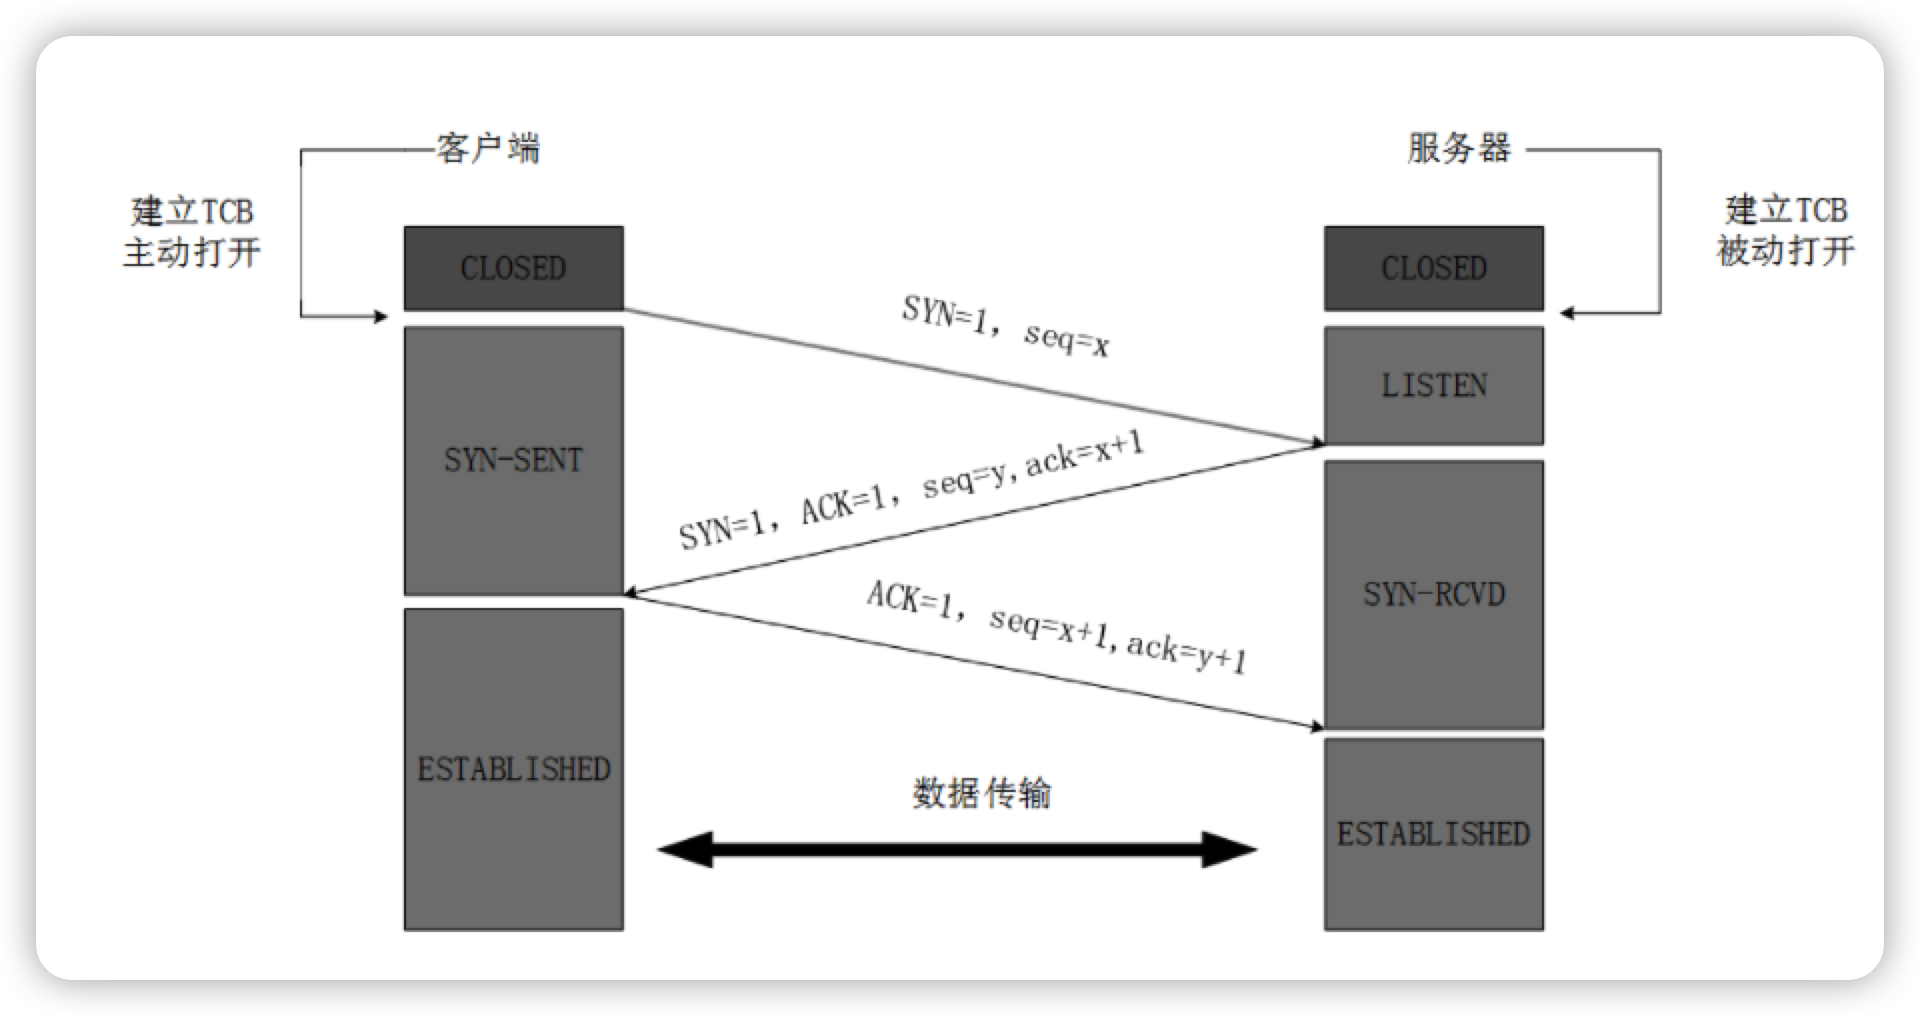 客户端
服务器
建立TCB
主动打开
建立TCB
被动打开
CLOSED
CLOSED
SYN=1, seq=x
LISTEN
SYN-SENT
SYN=1, ACK=1, seq=y,ack=x+1
SYN-RCVD
ACK=1, seq=x+1,ack=y+1
ESTABLISHED
数据传输
ESTABLISHED